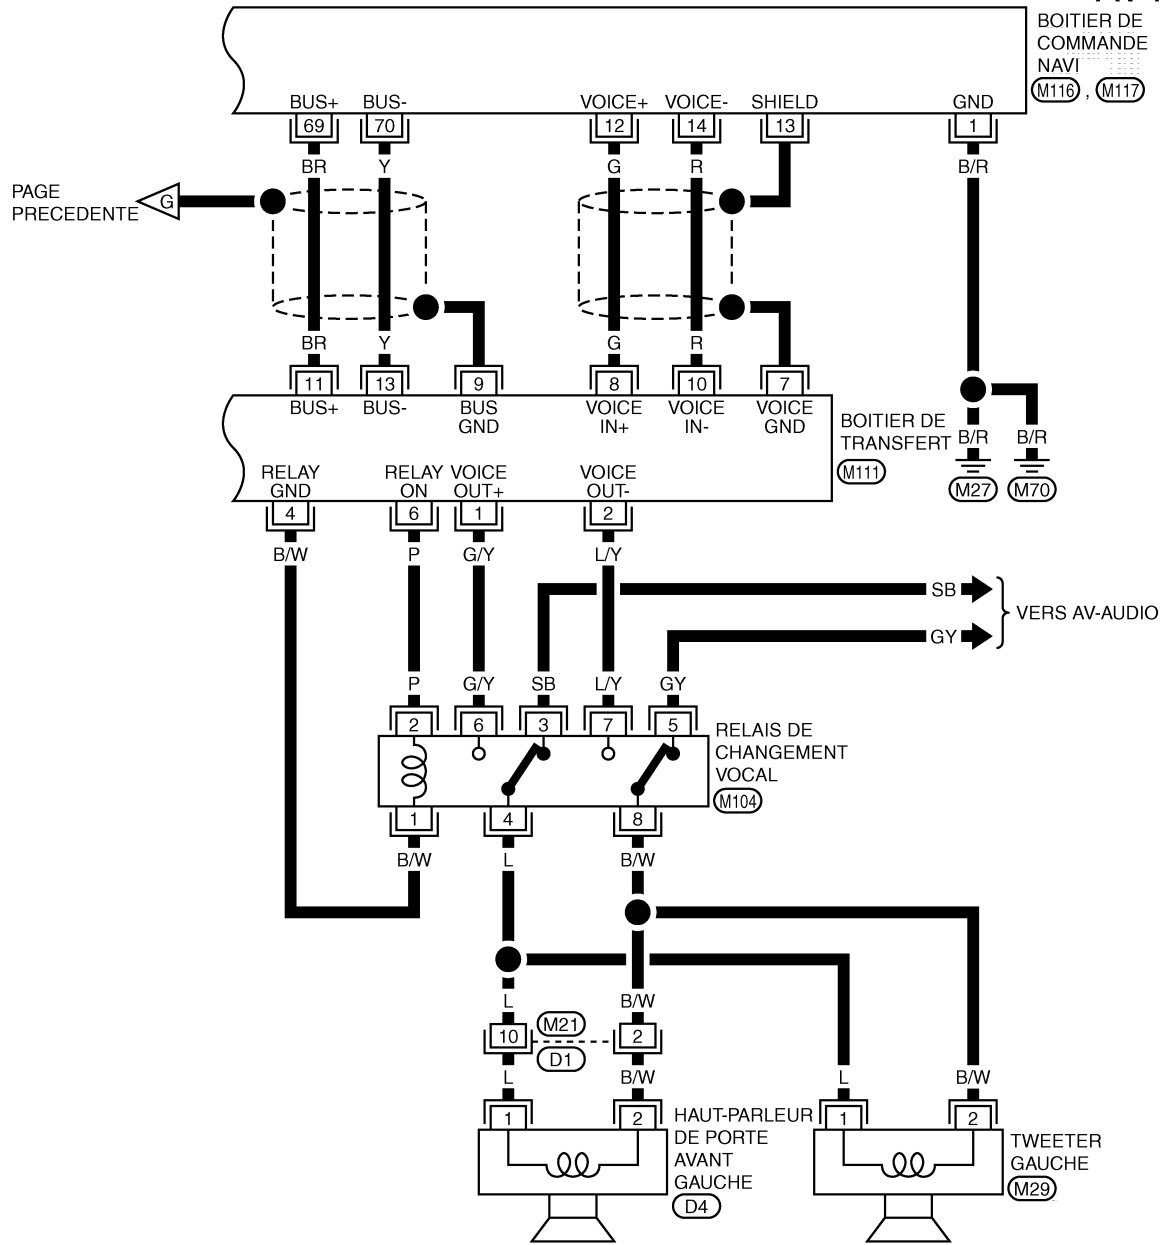 BOITIER DE
COMMANDE
NAVI
M116 , M117
BUS+ BUS- VOICE+ VOICE- SHIELD GND
69 70 12 14 13 1
BR Y G R B/R
PAGE
PRECEDENTE
G
BR Y G R
11 13 9 8 10 7
BUS+ BUS- BUS GND VOICE IN+ VOICE IN- VOICE GND
BOITIER DE
TRANSFERT
M111
B/R B/R
M27 M70
RELAY GND RELAY ON VOICE OUT+ VOICE OUT-
4 6 1 2
B/W P G/Y L/Y
SB
GY
VERS AV-AUDIO
P G/Y SB L/Y GY
2 6 3 7 5
RELAIS DE
CHANGEMENT
VOCAL
M104
1 4 8
B/W L B/W
L B/W
10 M21 2
D1
L B/W L B/W
1 2 1 2
HAUT-PARLEUR
DE PORTE
AVANT
GAUCHE
D4
TWEETER
GAUCHE
M29